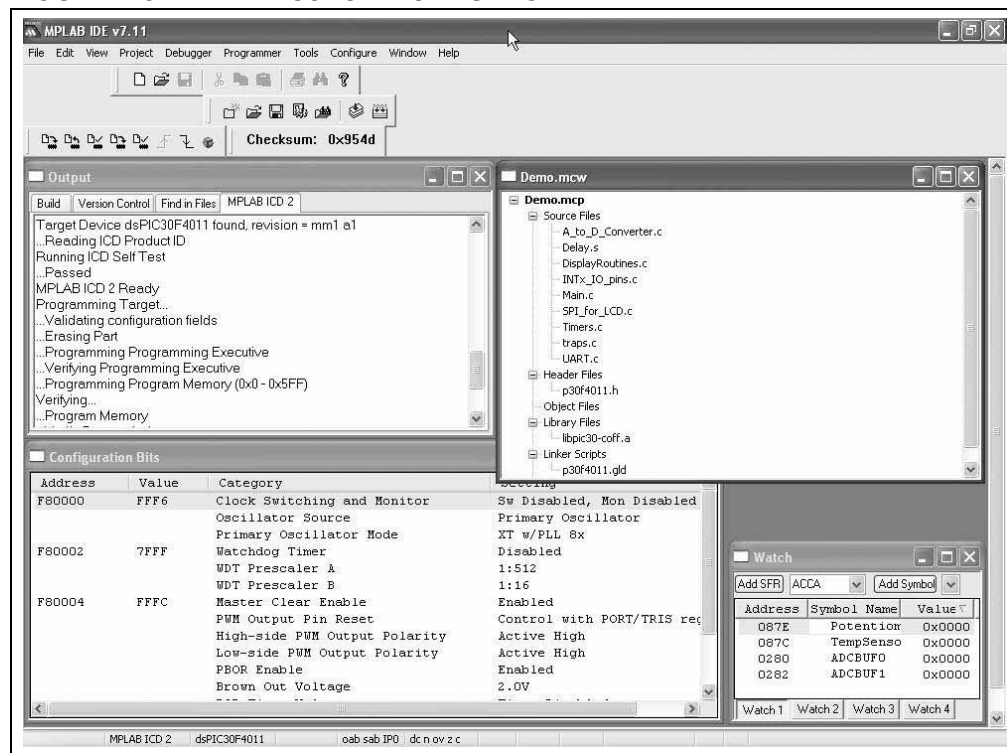 MPLAB IDE v7.11
File Edit View Project Debugger Programmer Tools Configure Window Help
Checksum: 0x954d
Output
Build Version Control Find in Files MPLAB ICD 2
Target Device dsPIC30F4011 found, revision = mm1 a1
...Reading ICD Product ID
Running ICD Self Test
...Passed
MPLAB ICD 2 Ready
Programming Target...
...Validating configuration fields
...Erasing Part
...Programming Programming Executive
...Verifying Programming Executive
...Programming Program Memory (0x0 - 0x5FF)
Verifying...
...Program Memory
Demo.mcw
Demo.mcp
Source Files
A_to_D_Converter.c
Delay.s
DisplayRoutines.c
INTx_IO_pins.c
Main.c
SPI_for_LCD.c
Timers.c
traps.c
UART.c
Header Files
p30f4011.h
Object Files
Library Files
libpic30-coff.a
Linker Scripts
p30f4011.gld
Configuration Bits
Address Value Category Setting
F80000 FFF6 Clock Switching and Monitor Sw Disabled, Mon Disabled
Oscillator Source Primary Oscillator
Primary Oscillator Mode XT w/PLL 8x
F80002 7FFF Watchdog Timer Disabled
WDT Prescaler A 1:512
WDT Prescaler B 1:16
F80004 FFFC Master Clear Enable Enabled
PWM Output Pin Reset Control with PORT/TRIS reg
High-side PWM Output Polarity Active High
Low-side PWM Output Polarity Active High
PBOR Enable Enabled
Brown Out Voltage 2.0V
Watch
Add SFR ACCA Add Symbol
Address Symbol Name Value
087E Potention 0x0000
087C TempSenso 0x0000
0280 ADCBUF0 0x0000
0282 ADCBUF1 0x0000
Watch 1 Watch 2 Watch 3 Watch 4
MPLAB ICD 2 dsPIC30F4011 oab sab IP0 dc n ov z c